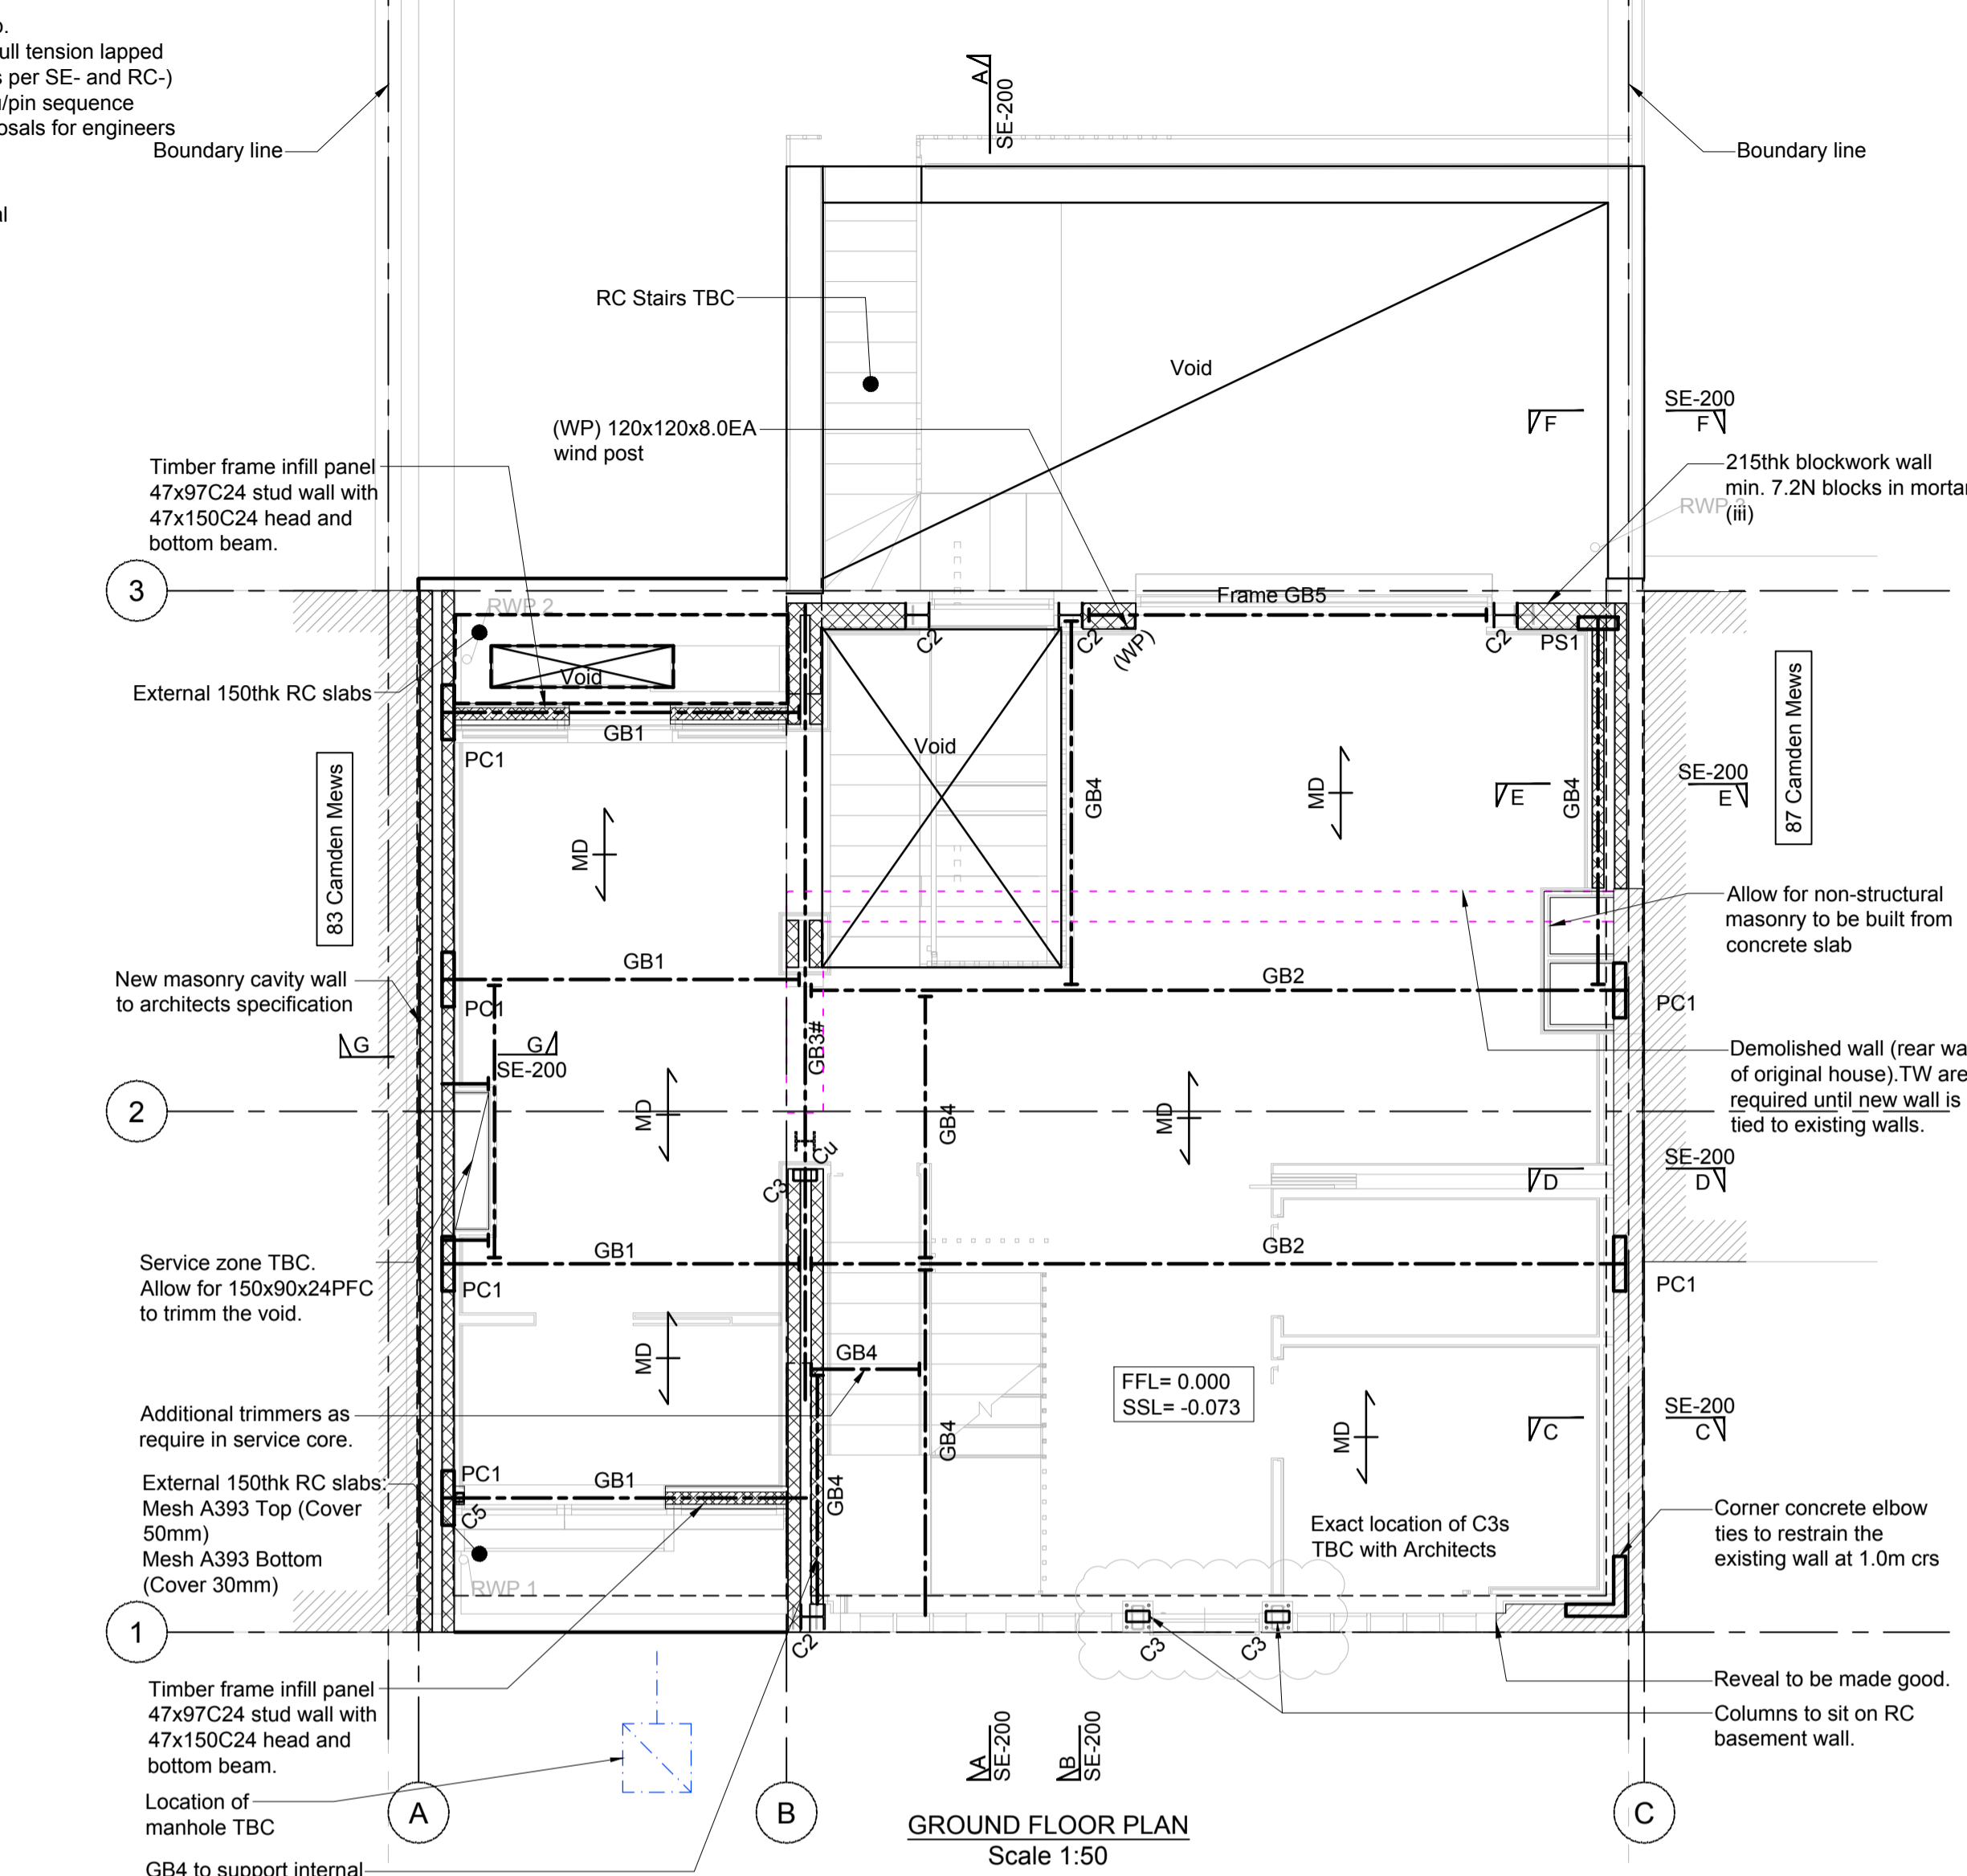 o.
ull tension lapped
s per SE- and RC-)
/pin sequence
osals for engineers
Boundary line
al
A
SE-200
Boundary line
RC Stairs TBC
Void
(WP) 120x120x8.0EA
wind post
Timber frame infill panel
47x97C24 stud wall with
47x150C24 head and
bottom beam.
F
SE-200
F
215thk blockwork wall
min. 7.2N blocks in mortar
(iii)
RWP 3
3
RWP 2
Frame GB5
C2
C2
(WP)
C2
PS1
External 150thk RC slabs
Void
GB1
PC1
Void
83 Camden Mews
MD
GB4
MD
E
GB4
SE-200
E
87 Camden Mews
Allow for non-structural
masonry to be built from
concrete slab
New masonry cavity wall
to architects specification
GB1
PC1
GB2
PC1
G
G
SE-200
GB3#
Demolished wall (rear wa
of original house).TW are
required until new wall is
tied to existing walls.
2
MD
GB4
MD
Cu
C3
D
SE-200
D
Service zone TBC.
Allow for 150x90x24PFC
to trimm the void.
GB1
PC1
GB2
PC1
MD
GB4
FFL= 0.000
SSL= -0.073
Additional trimmers as
require in service core.
GB4
MD
C
SE-200
C
External 150thk RC slabs:
Mesh A393 Top (Cover
50mm)
Mesh A393 Bottom
(Cover 30mm)
PC1
GB1
C5
GB4
Exact location of C3s
TBC with Architects
Corner concrete elbow
ties to restrain the
existing wall at 1.0m crs
RWP 1
1
C2
C3
C3
Reveal to be made good.
Columns to sit on RC
basement wall.
Timber frame infill panel
47x97C24 stud wall with
47x150C24 head and
bottom beam.
A
SE-200
B
SE-200
Location of
manhole TBC
A
B
C
GROUND FLOOR PLAN
Scale 1:50
GB4 to support internal